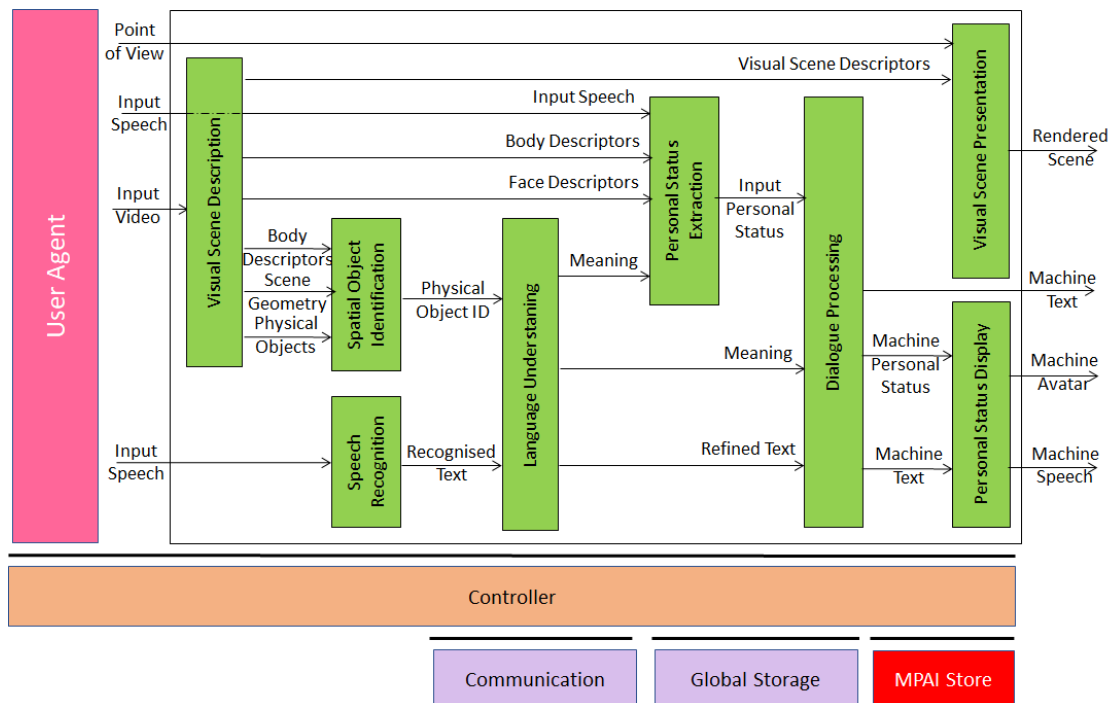 User Agent
Point
of View
Input
Speech
Input
Video
Input
Speech
Visual Scene Description
Visual Scene Descriptors
Input Speech
Body Descriptors
Face Descriptors
Body
Descriptors
Scene
Geometry
Physical
Objects
Spatial Object
Identification
Speech
Recognition
Physical
Object ID
Recognised
Text
Language Understaning
Meaning
Meaning
Refined Text
Personal Status
Extraction
Input
Personal
Status
Dialogue Processing
Machine
Personal
Status
Machine
Text
Visual Scene Presentation
Personal Status Display
Rendered
Scene
Machine
Text
Machine
Avatar
Machine
Speech
Controller
Communication
Global Storage
MPAI Store